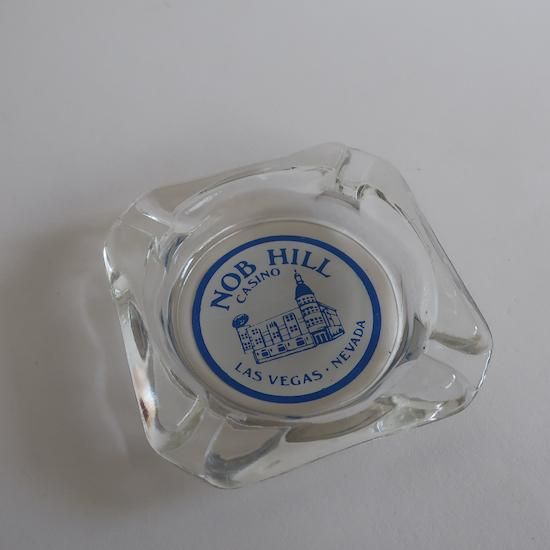 NOB HILL
CASINO
LAS VEGAS · NEVADA